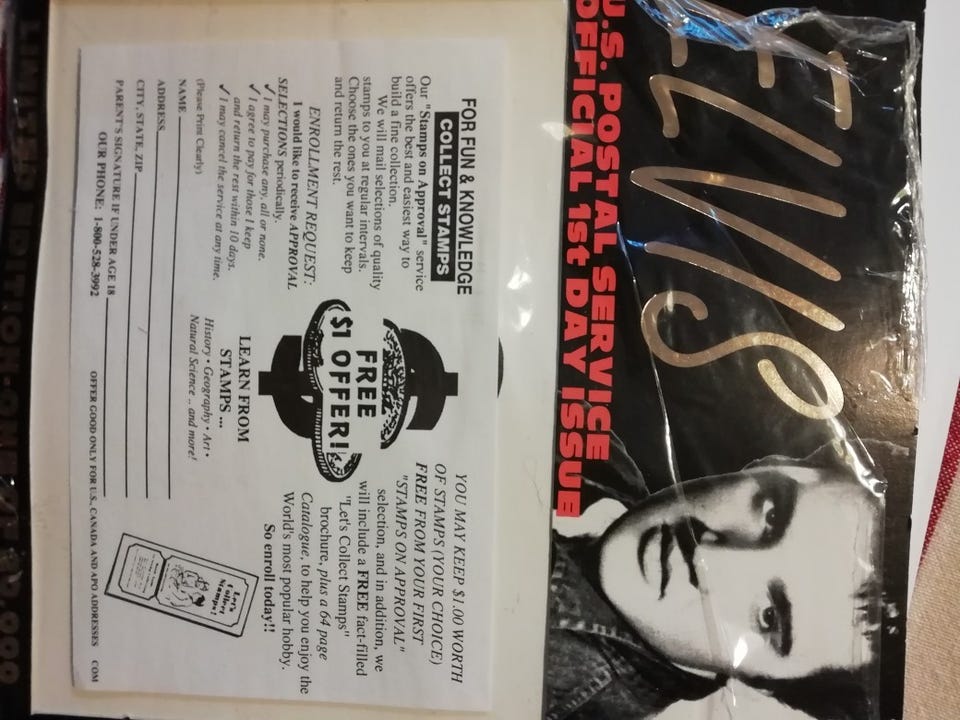 ELVIS P
U.S. POSTAL SERVICE
OFFICIAL 1st DAY ISSUE
FOR FUN & KNOWLEDGE
COLLECT STAMPS
Our "Stamps on Approval" service
offers the best and easiest way to
build a fine collection.
We will mail selections of quality
stamps to you at regular intervals.
Choose the ones you want to keep
and return the rest.
ENROLLMENT REQUEST:
I would like to receive APPROVAL
SELECTIONS periodically.
✓ I may purchase any, all or none.
✓ I agree to pay for those I keep
and return the rest within 10 days.
✓ I may cancel the service at any time.
(Please Print Clearly)
NAME
ADDRESS
CITY, STATE, ZIP
PARENT'S SIGNATURE IF UNDER AGE 18
OUR PHONE: 1-800-528-3992
FREE
$1 OFFER!
LEARN FROM
STAMPS ...
History • Geography • Art •
Natural Science .. and more!
YOU MAY KEEP $1.00 WORTH
OF STAMPS (YOUR CHOICE)
FREE FROM YOUR FIRST
"STAMPS ON APPROVAL"
selection, and in addition, we
will include a FREE fact-filled
"Let's Collect Stamps"
brochure, plus a 64 page
Catalogue, to help you enjoy the
World's most popular hobby.
So enroll today!!
Let's
Collect
Stamps!
OFFER GOOD ONLY FOR U.S., CANADA AND APO ADDRESSES COM
LIMITED EDITION